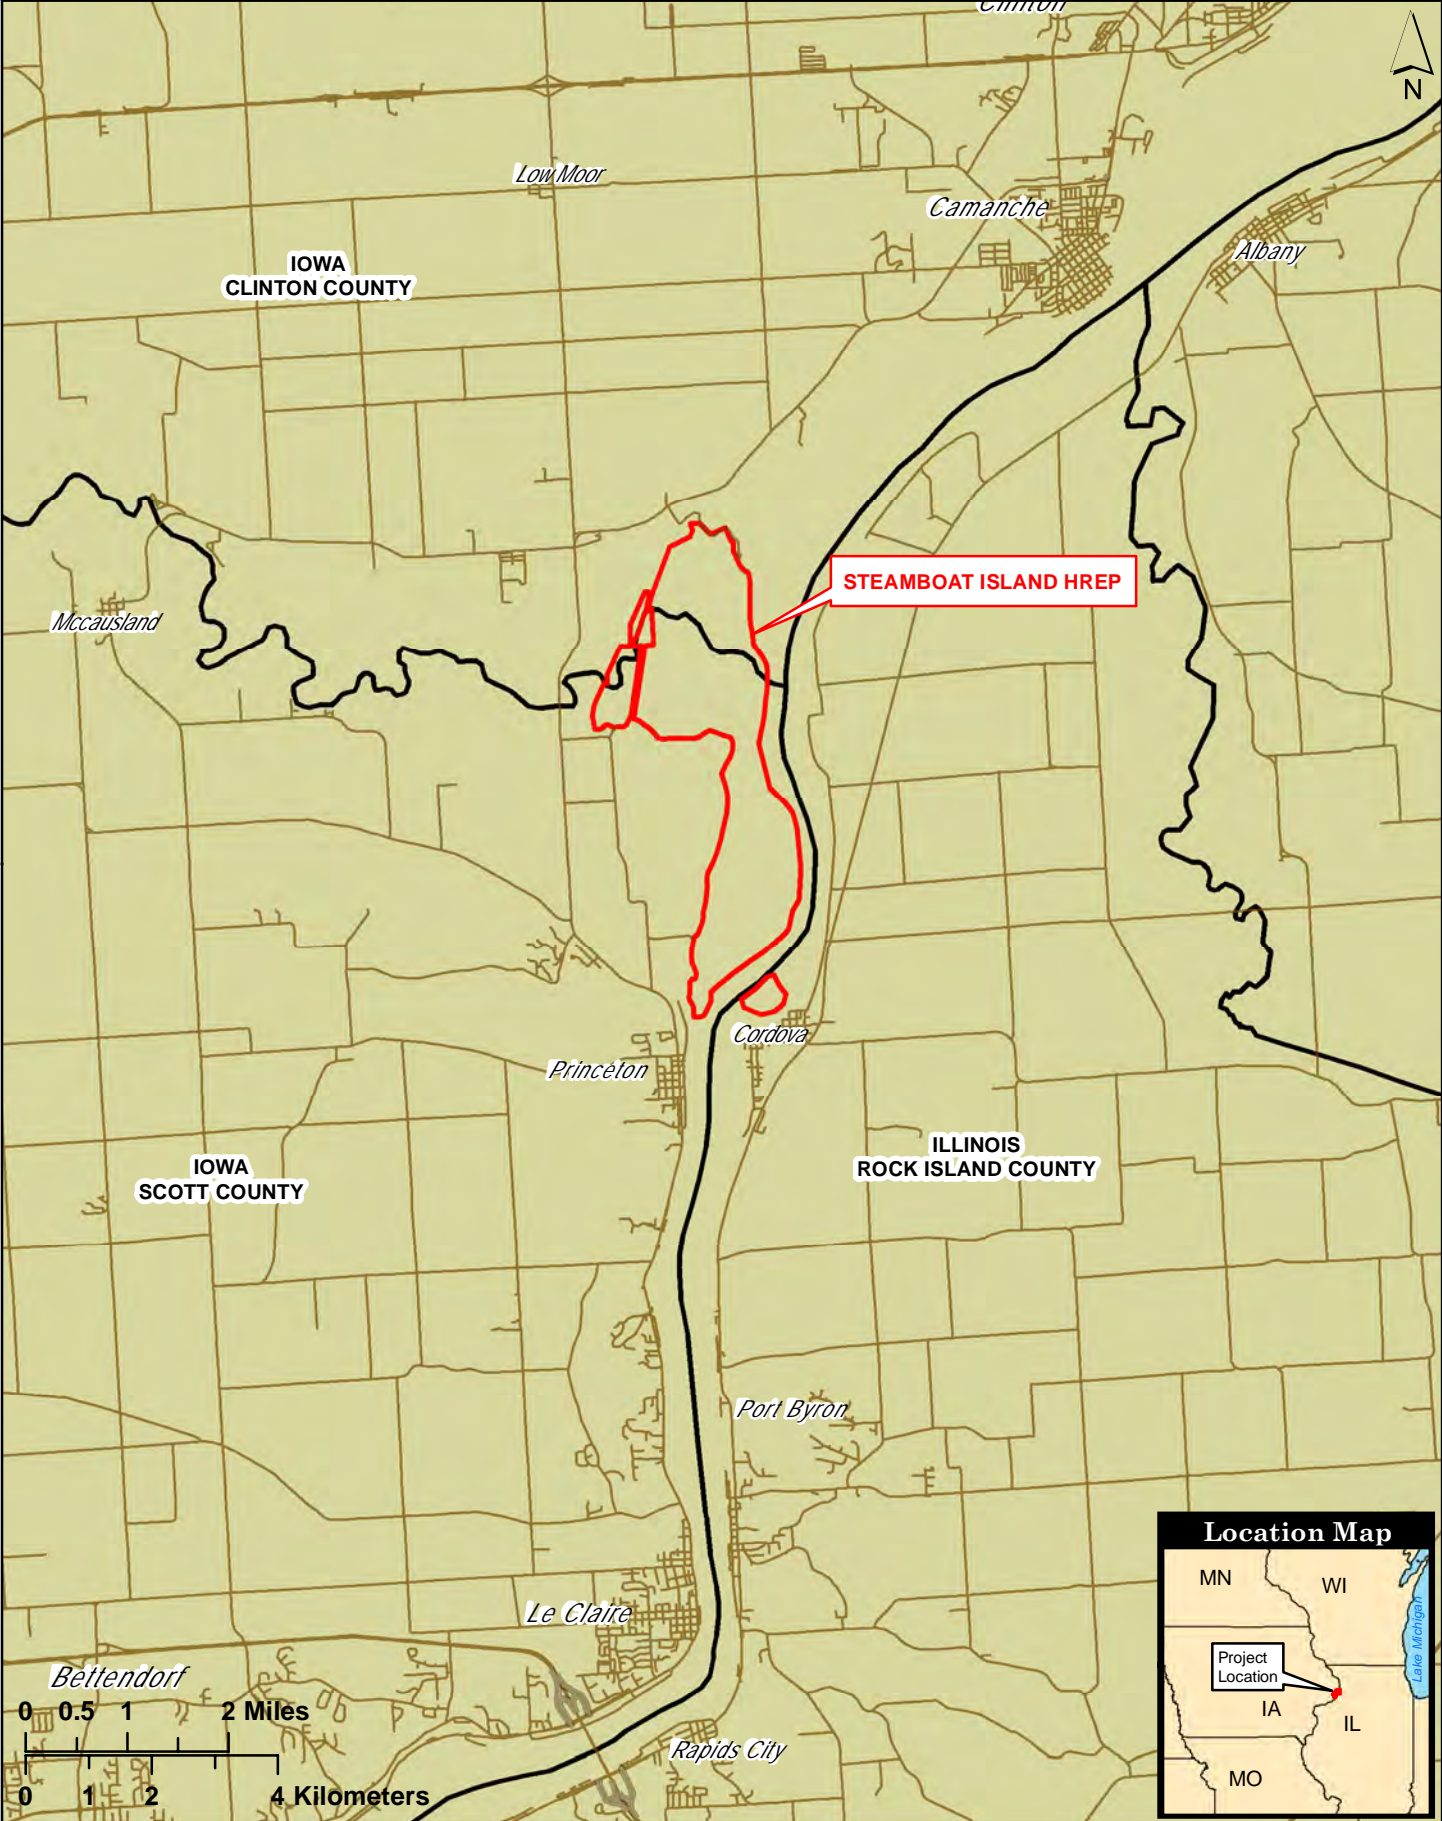 Clinton
N
Low Moor
Camanche
Albany
IOWA
CLINTON COUNTY
STEAMBOAT ISLAND HREP
Mccausland
Cordova
Princeton
ILLINOIS
ROCK ISLAND COUNTY
IOWA
SCOTT COUNTY
Port Byron
Le Claire
Bettendorf
0 0.5 1 2 Miles
0 1 2 4 Kilometers
Rapids City
Location Map
MN
WI
Lake Michigan
Project
Location
IA
IL
MO